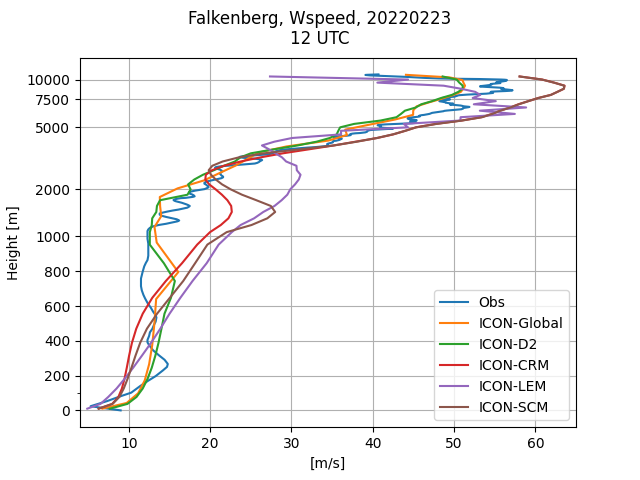 Falkenberg, Wspeed, 20220223
12 UTC
Height [m]
10000
7500
5000
2000
1000
800
600
400
200
0
10
20
30
40
50
60
[m/s]
Obs
ICON-Global
ICON-D2
ICON-CRM
ICON-LEM
ICON-SCM